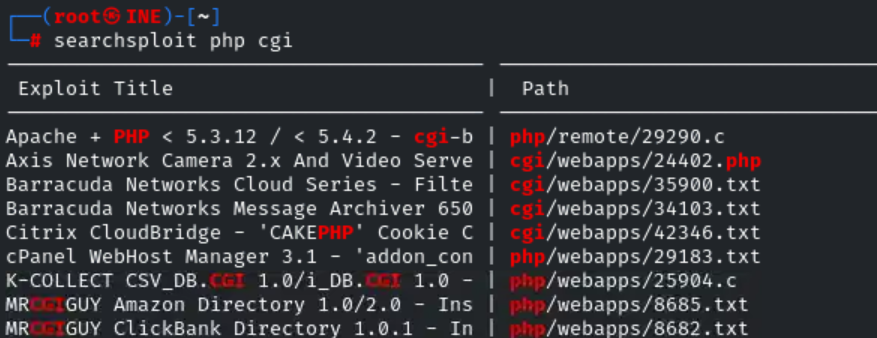 (root㉿INE)-[~]
# searchsploit php cgi
Exploit Title | Path
Apache + PHP < 5.3.12 / < 5.4.2 - cgi-b | php/remote/29290.c
Axis Network Camera 2.x And Video Serve | cgi/webapps/24402.php
Barracuda Networks Cloud Series - Filte | cgi/webapps/35900.txt
Barracuda Networks Message Archiver 650 | cgi/webapps/34103.txt
Citrix CloudBridge - 'CAKEPHP' Cookie C | cgi/webapps/42346.txt
cPanel WebHost Manager 3.1 - 'addon_con | php/webapps/29183.txt
K-COLLECT CSV_DB.CGI 1.0/i_DB.CGI 1.0 - | php/webapps/25904.c
MRCGIGUY Amazon Directory 1.0/2.0 - Ins | php/webapps/8685.txt
MRCGIGUY ClickBank Directory 1.0.1 - In | php/webapps/8682.txt